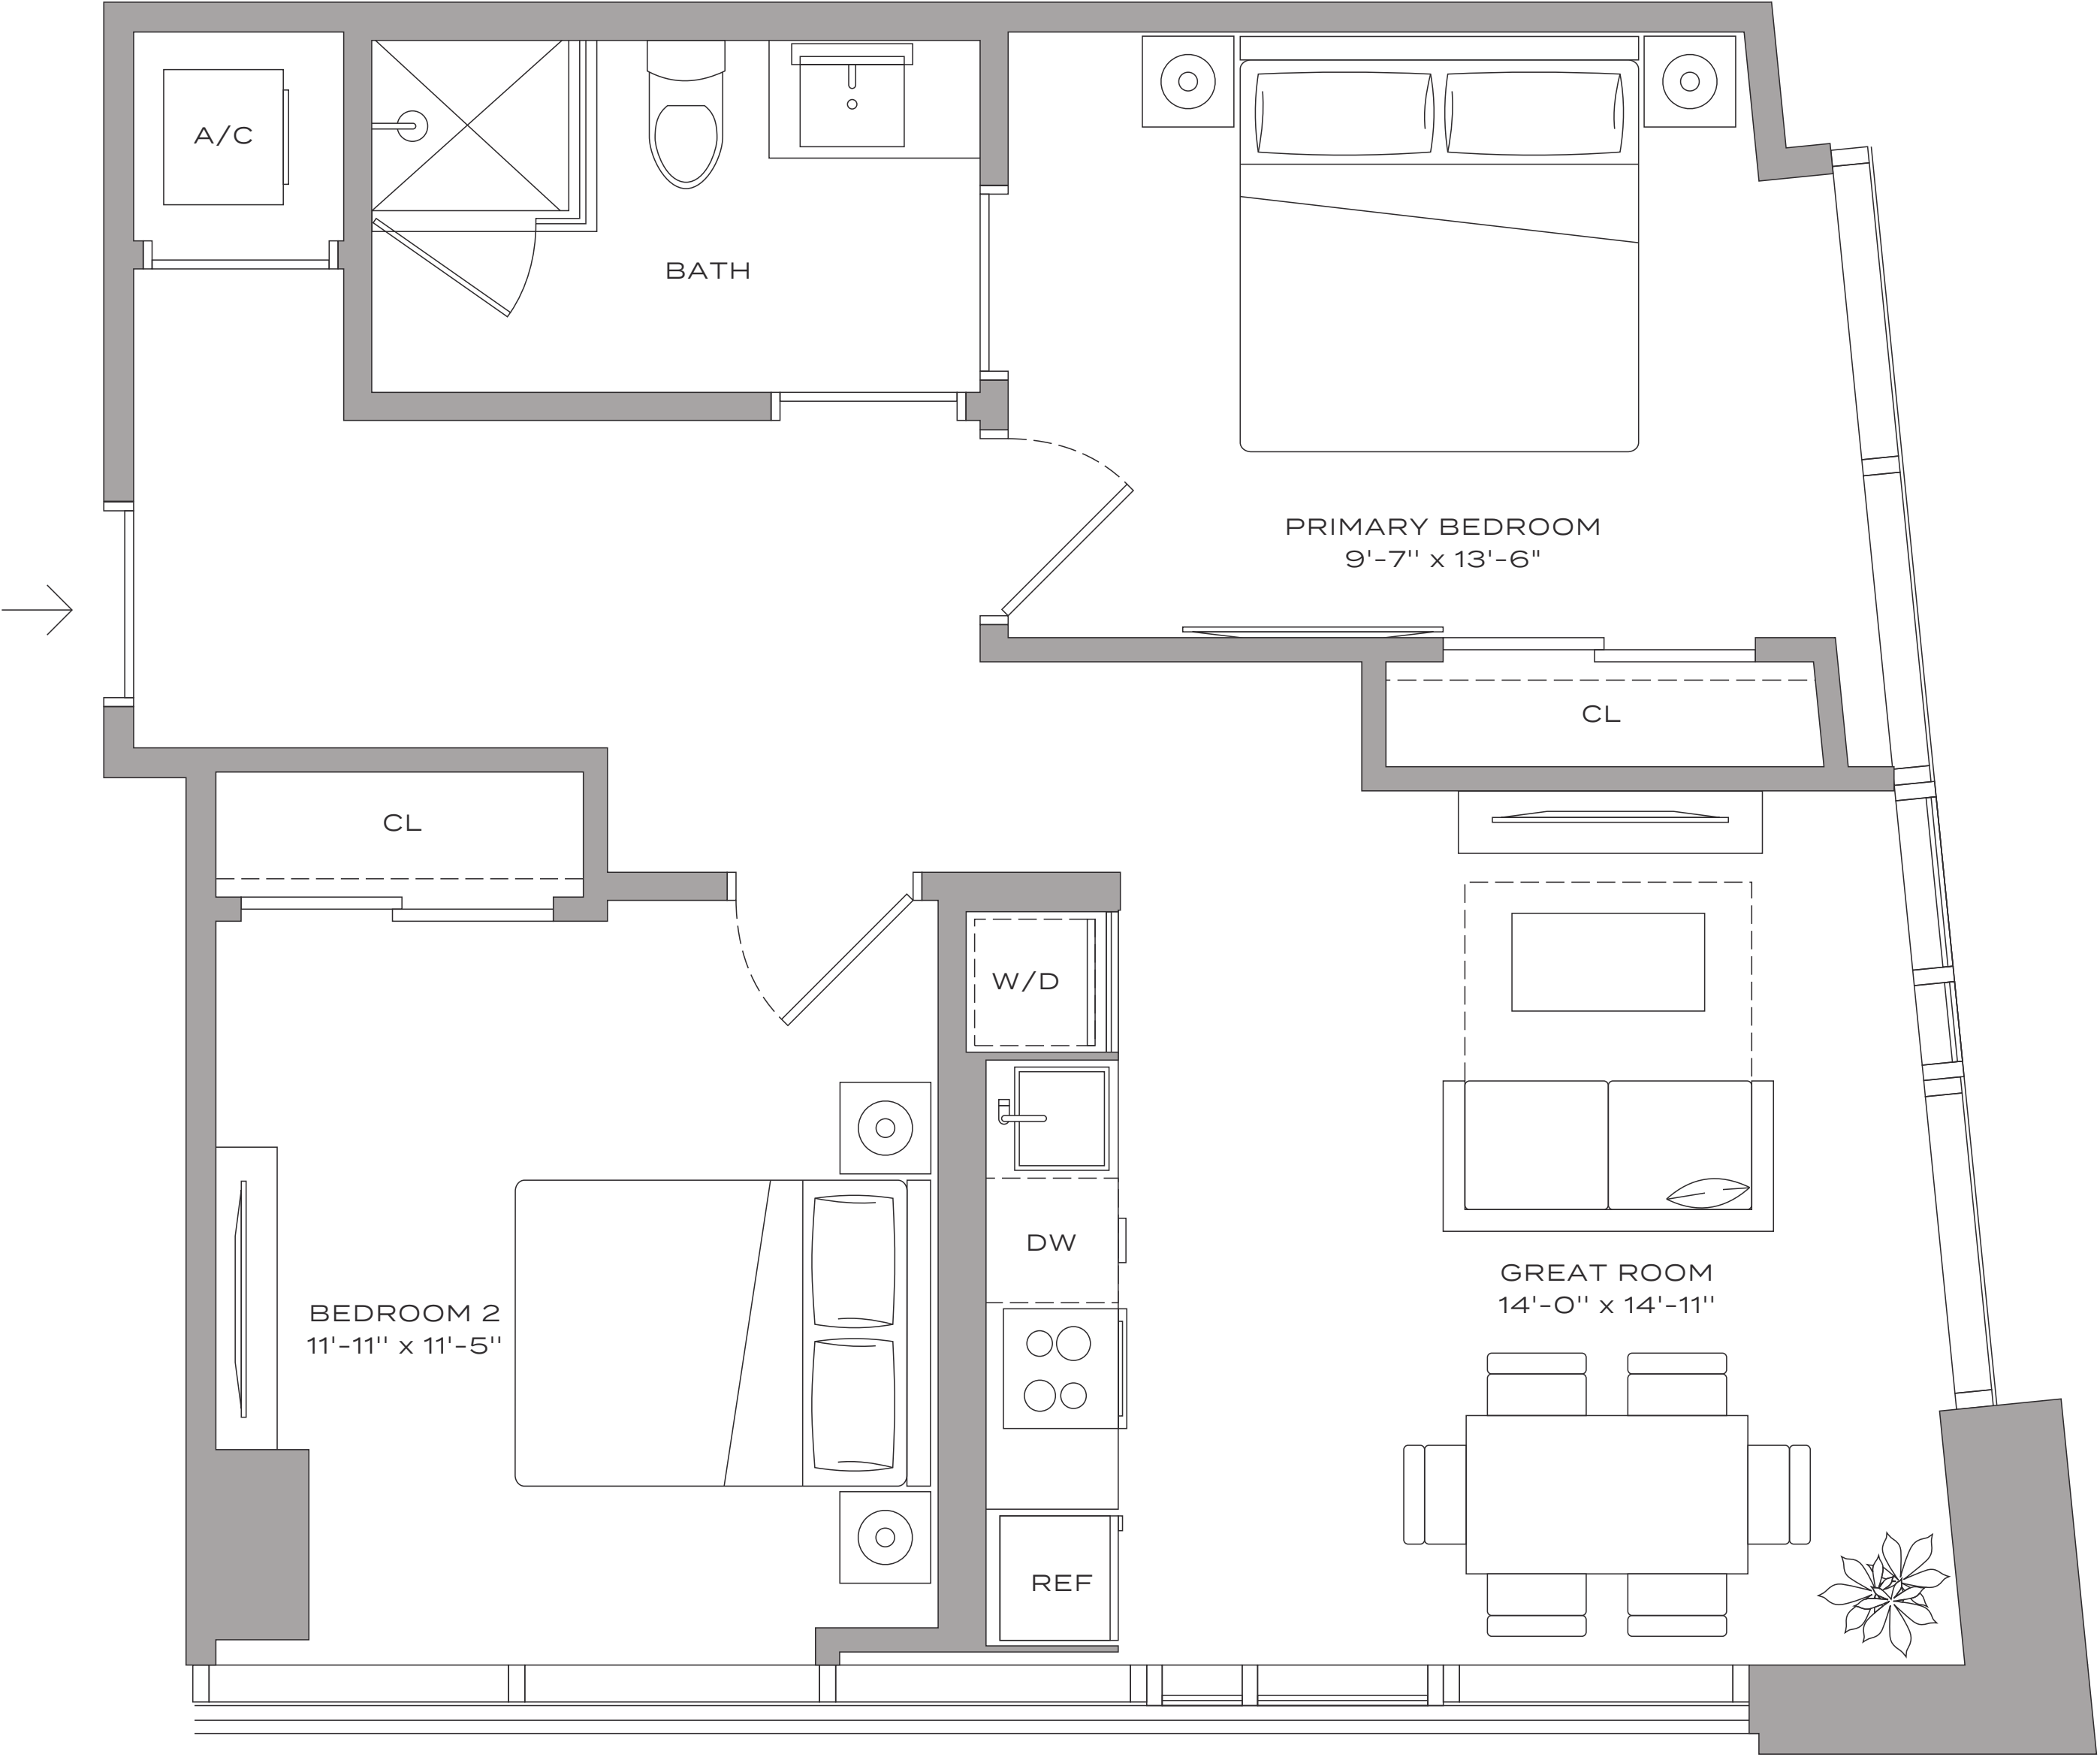 A/C
BATH
PRIMARY BEDROOM
9'-7'' x 13'-6"
CL
CL
W/D
DW
GREAT ROOM
14'-0'' x 14'-11''
BEDROOM 2
11'-11'' x 11'-5''
REF